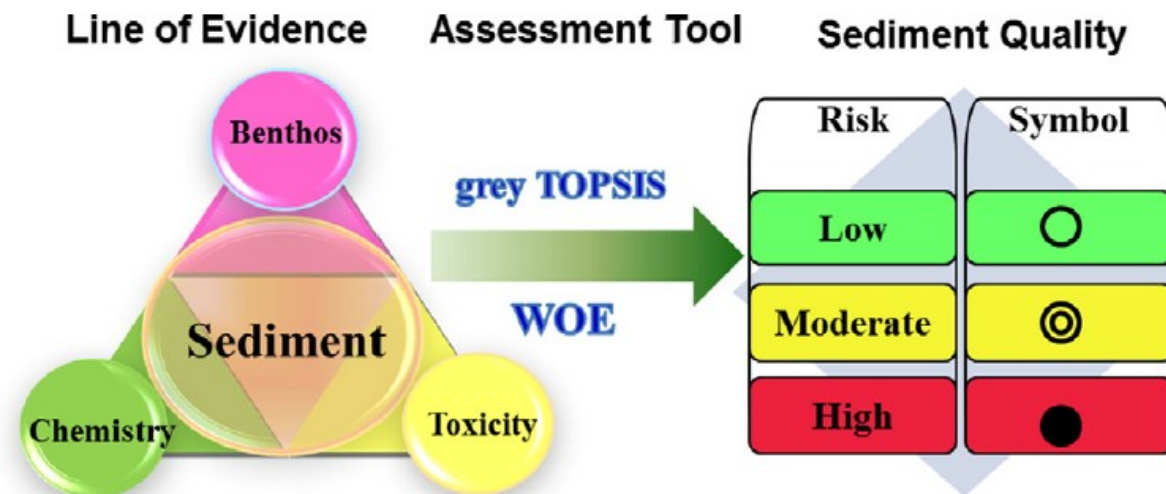 Line of Evidence
Assessment Tool
Sediment Quality
Benthos
Sediment
Chemistry
Toxicity
grey TOPSIS
WOE
Risk
Symbol
Low
Moderate
High